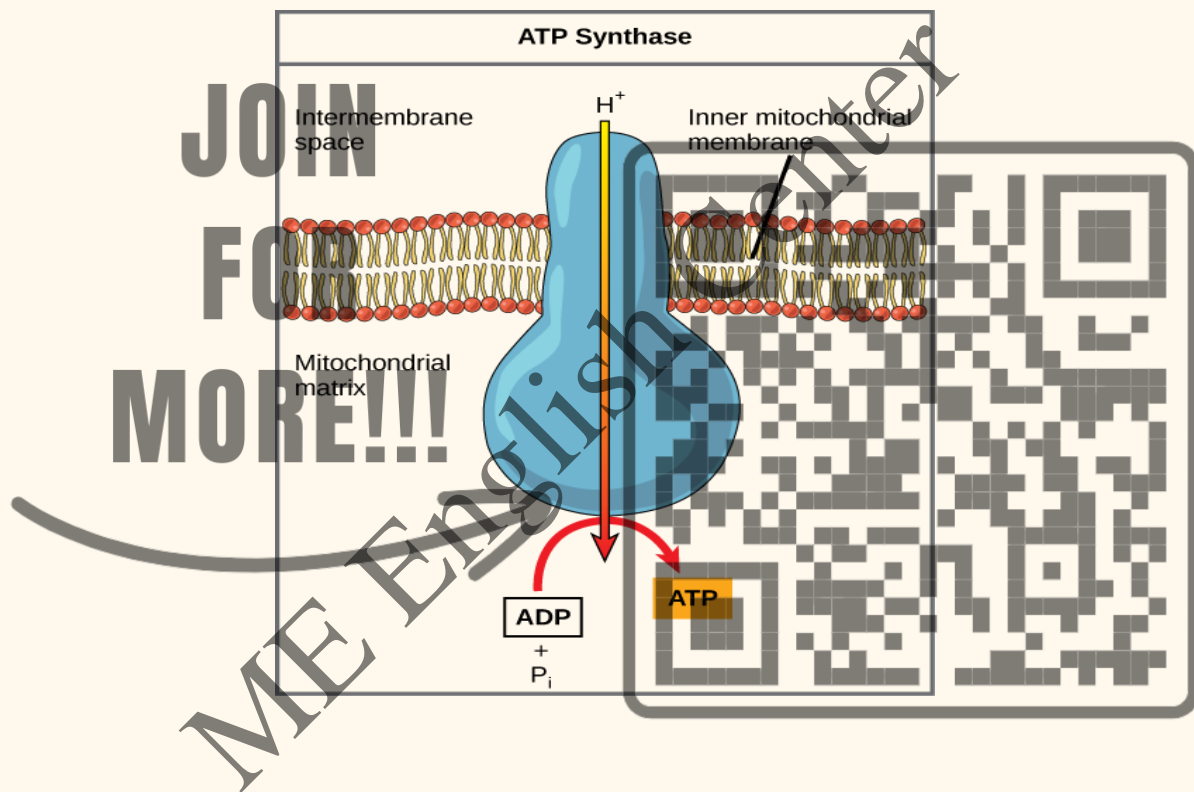 ATP Synthase
JOIN
FOR
MORE!!!
Intermembrane
space
H+
Inner mitochondrial
membrane
Mitochondrial
matrix
ADP
+
Pi
ATP
ME English Center